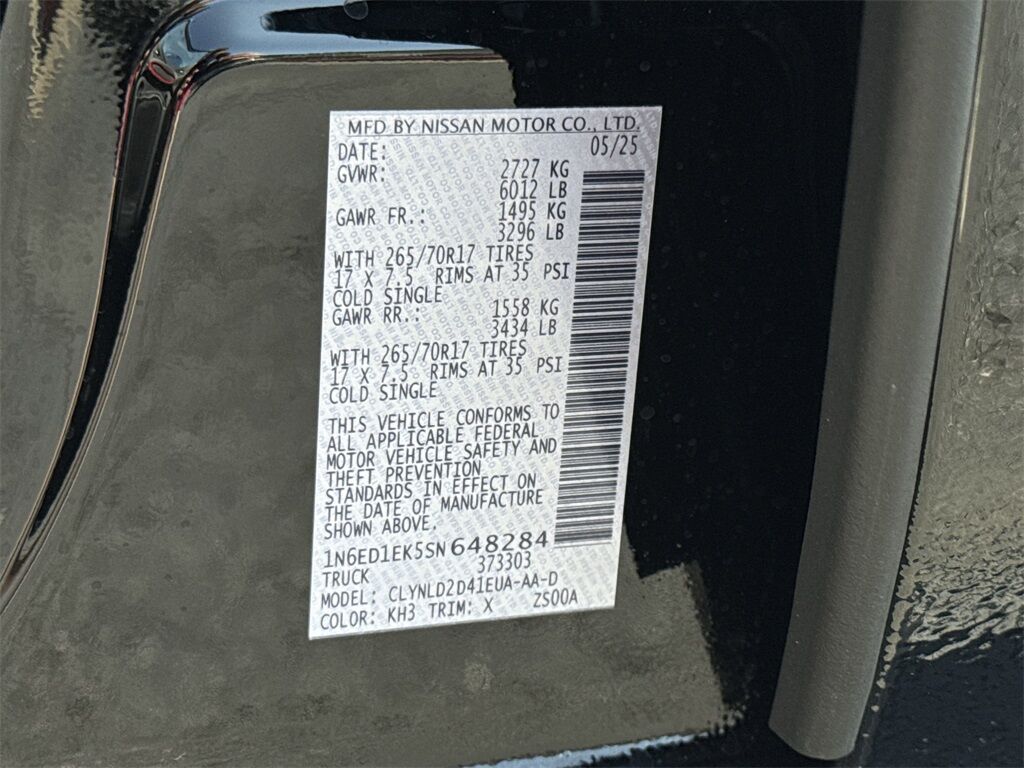 MFD BY NISSAN MOTOR CO., LTD.
DATE: 05/25
GVWR: 2727 KG
6012 LB
GAWR FR.: 1495 KG
3296 LB
WITH 265/70R17 TIRES
17 X 7.5 RIMS AT 35 PSI
COLD SINGLE
GAWR RR.: 1558 KG
3434 LB
WITH 265/70R17 TIRES
17 X 7.5 RIMS AT 35 PSI
COLD SINGLE
THIS VEHICLE CONFORMS TO
ALL APPLICABLE FEDERAL
MOTOR VEHICLE SAFETY AND
THEFT PREVENTION
STANDARDS IN EFFECT ON
THE DATE OF MANUFACTURE
SHOWN ABOVE.
1N6ED1EK5SN648284
TRUCK 373303
MODEL: CLYNLD2D41EUA-AA-D
COLOR: KH3 TRIM: X ZS00A